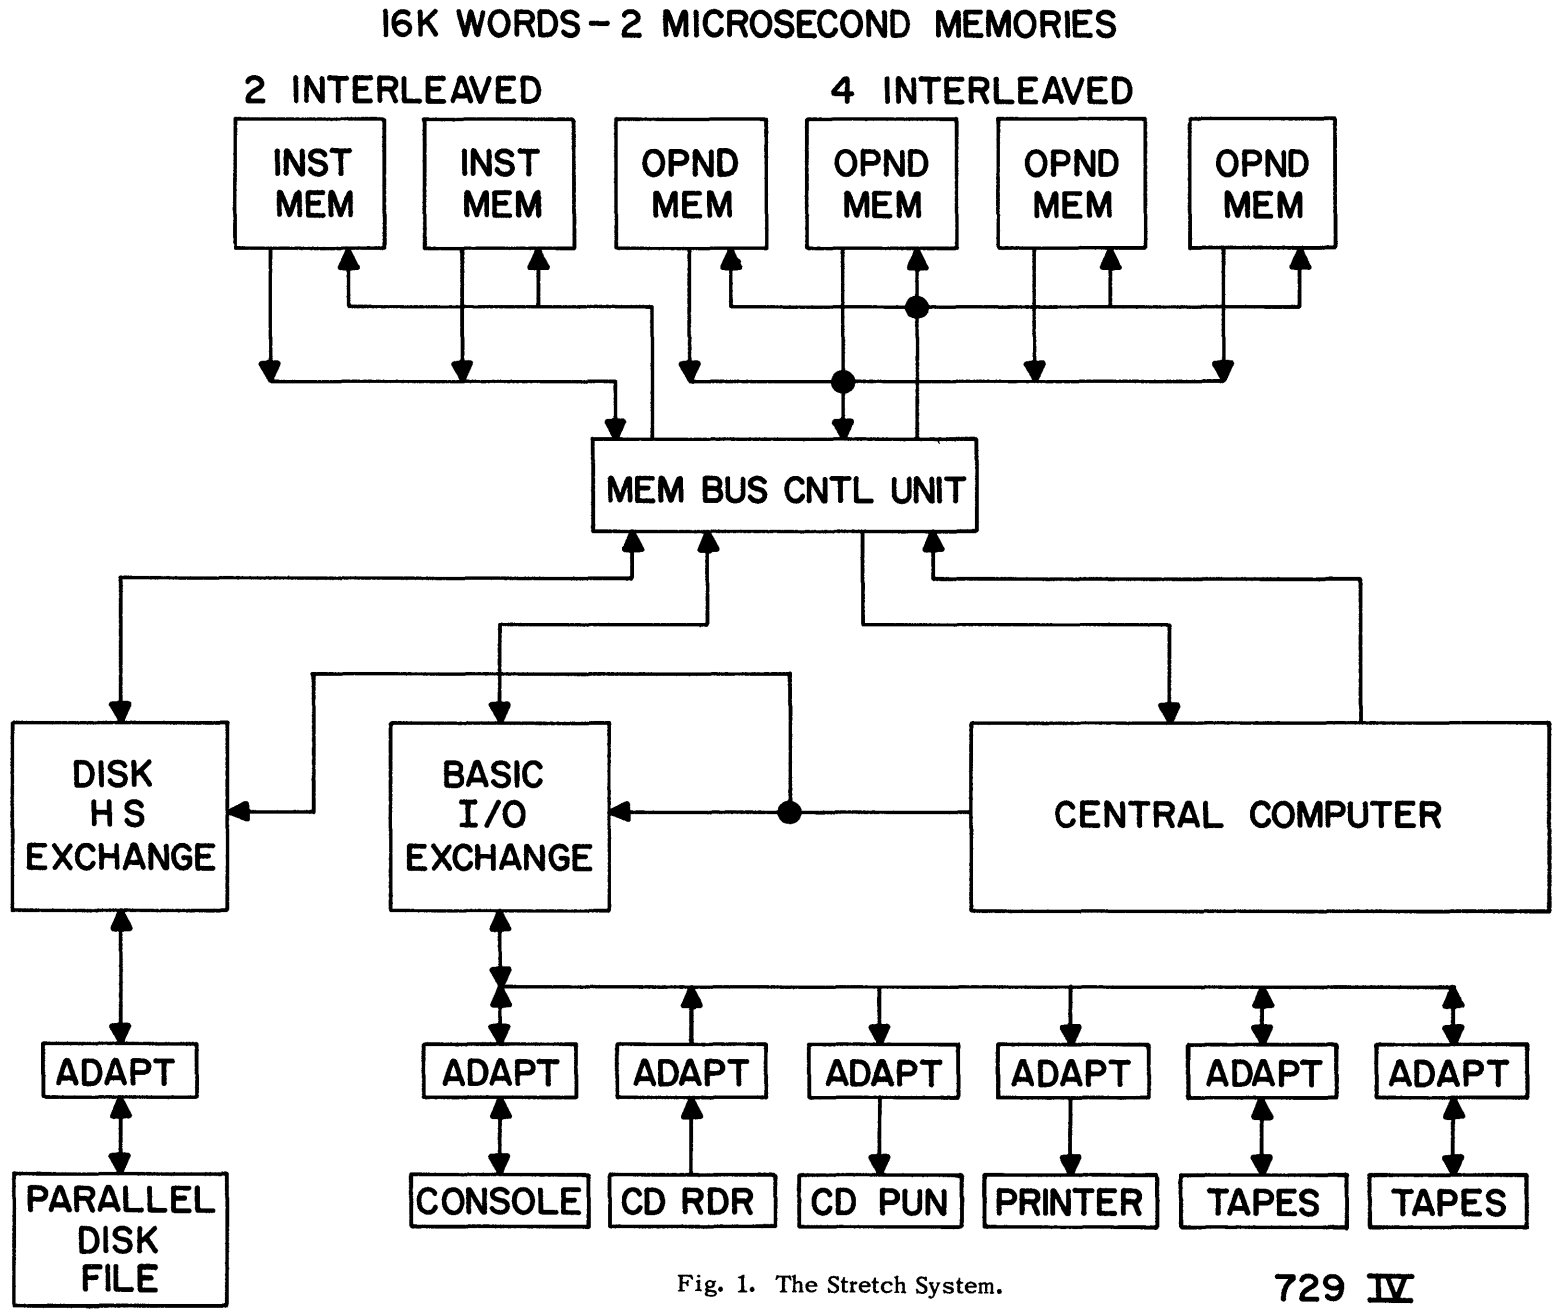 16K WORDS – 2 MICROSECOND MEMORIES
2 INTERLEAVED
4 INTERLEAVED
INST
MEM
INST
MEM
OPND
MEM
OPND
MEM
OPND
MEM
OPND
MEM
MEM BUS CNTL UNIT
DISK
HS
EXCHANGE
BASIC
I/O
EXCHANGE
CENTRAL COMPUTER
ADAPT
ADAPT
ADAPT
ADAPT
ADAPT
ADAPT
ADAPT
PARALLEL
DISK
FILE
CONSOLE
CD RDR
CD PUN
PRINTER
TAPES
TAPES
Fig. 1. The Stretch System.
729 IV